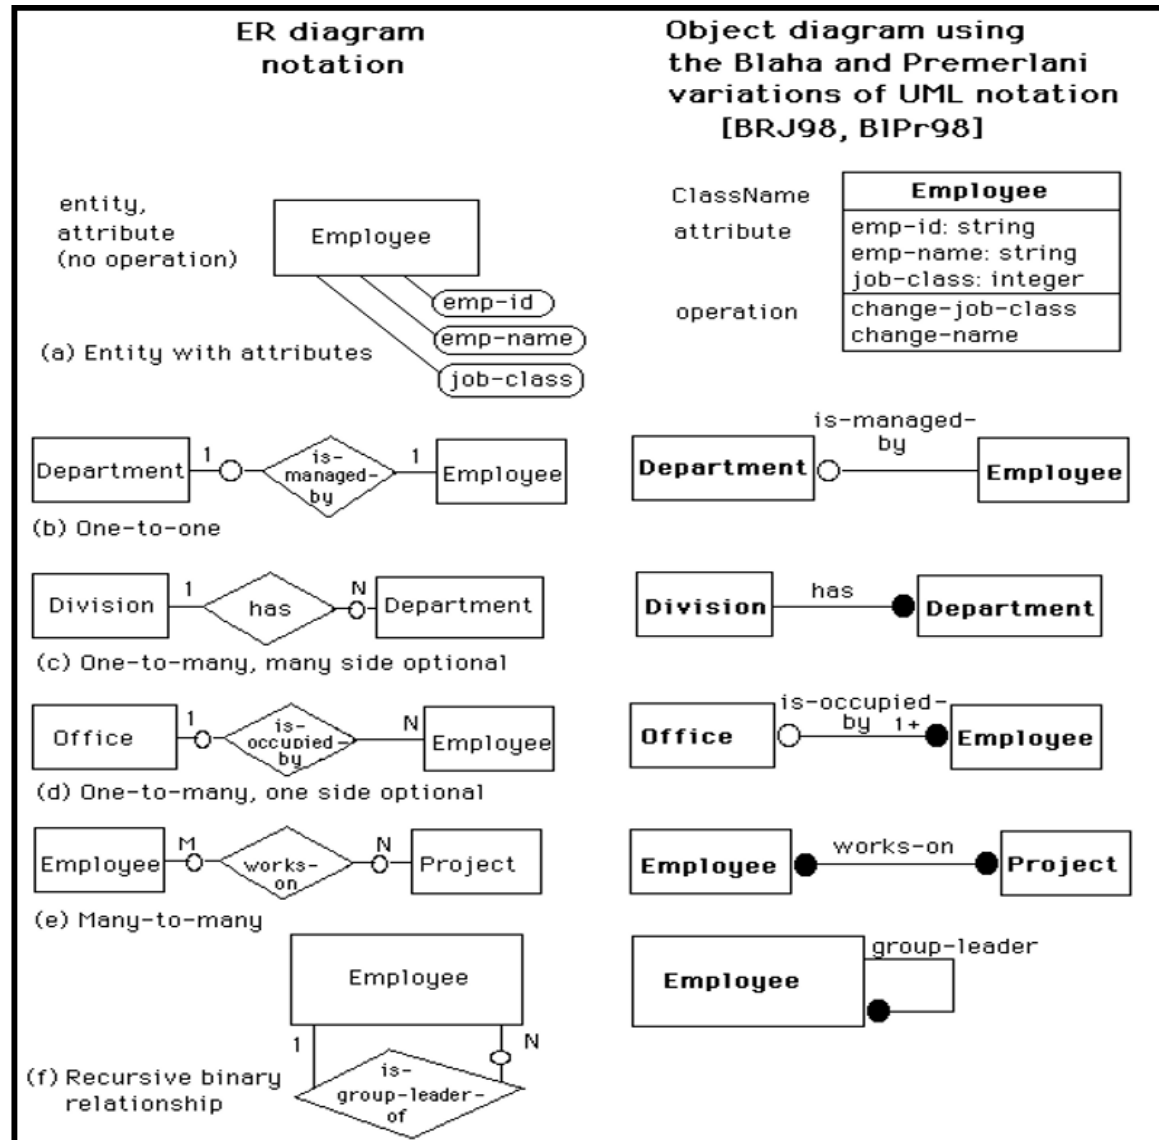 ER diagram
notation
Object diagram using
the Blaha and Premerlani
variations of UML notation
[BRJ98, BlPr98]
entity,
attribute
(no operation)
Employee
emp-id
emp-name
job-class
(a) Entity with attributes
ClassName
attribute
operation
Employee
emp-id: string
emp-name: string
job-class: integer
change-job-class
change-name
Department
1
is-
managed-
by
1
Employee
(b) One-to-one
is-managed-
by
Department
Employee
Division
1
has
N
Department
(c) One-to-many, many side optional
Division
has
Department
Office
1
is-
occupied-
by
N
Employee
(d) One-to-many, one side optional
is-occupied-
by
1+
Office
Employee
Employee
M
works-
on
N
Project
(e) Many-to-many
Employee
works-on
Project
Employee
1
N
is-
group-leader-
of
(f) Recursive binary
relationship
Employee
group-leader